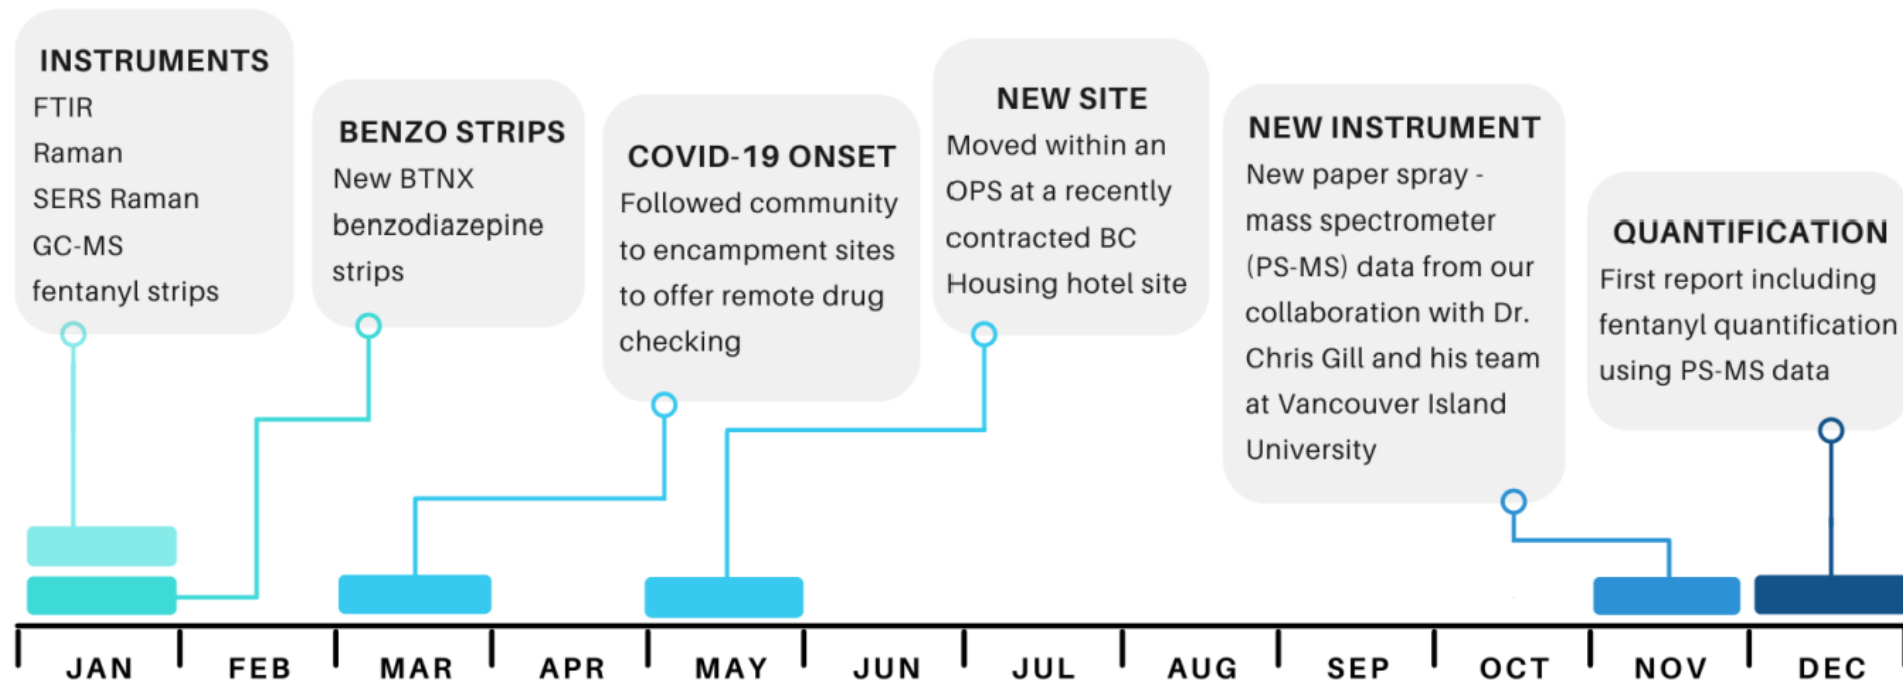 INSTRUMENTS
FTIR
Raman
SERS Raman
GC-MS
fentanyl strips
BENZO STRIPS
New BTNX
benzodiazepine
strips
COVID-19 ONSET
Followed community
to encampment sites
to offer remote drug
checking
NEW SITE
Moved within an
OPS at a recently
contracted BC
Housing hotel site
NEW INSTRUMENT
New paper spray -
mass spectrometer
(PS-MS) data from our
collaboration with Dr.
Chris Gill and his team
at Vancouver Island
University
QUANTIFICATION
First report including
fentanyl quantification
using PS-MS data
JAN FEB MAR APR MAY JUN JUL AUG SEP OCT NOV DEC